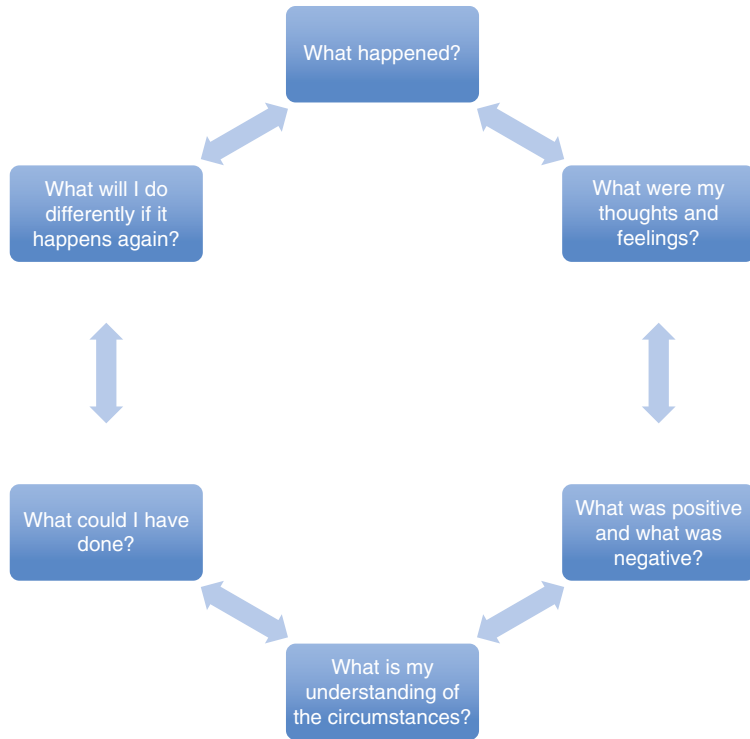 What happened?
What were my
thoughts and
feelings?
What was positive
and what was
negative?
What is my
understanding of
the circumstances?
What could I have
done?
What will I do
differently if it
happens again?